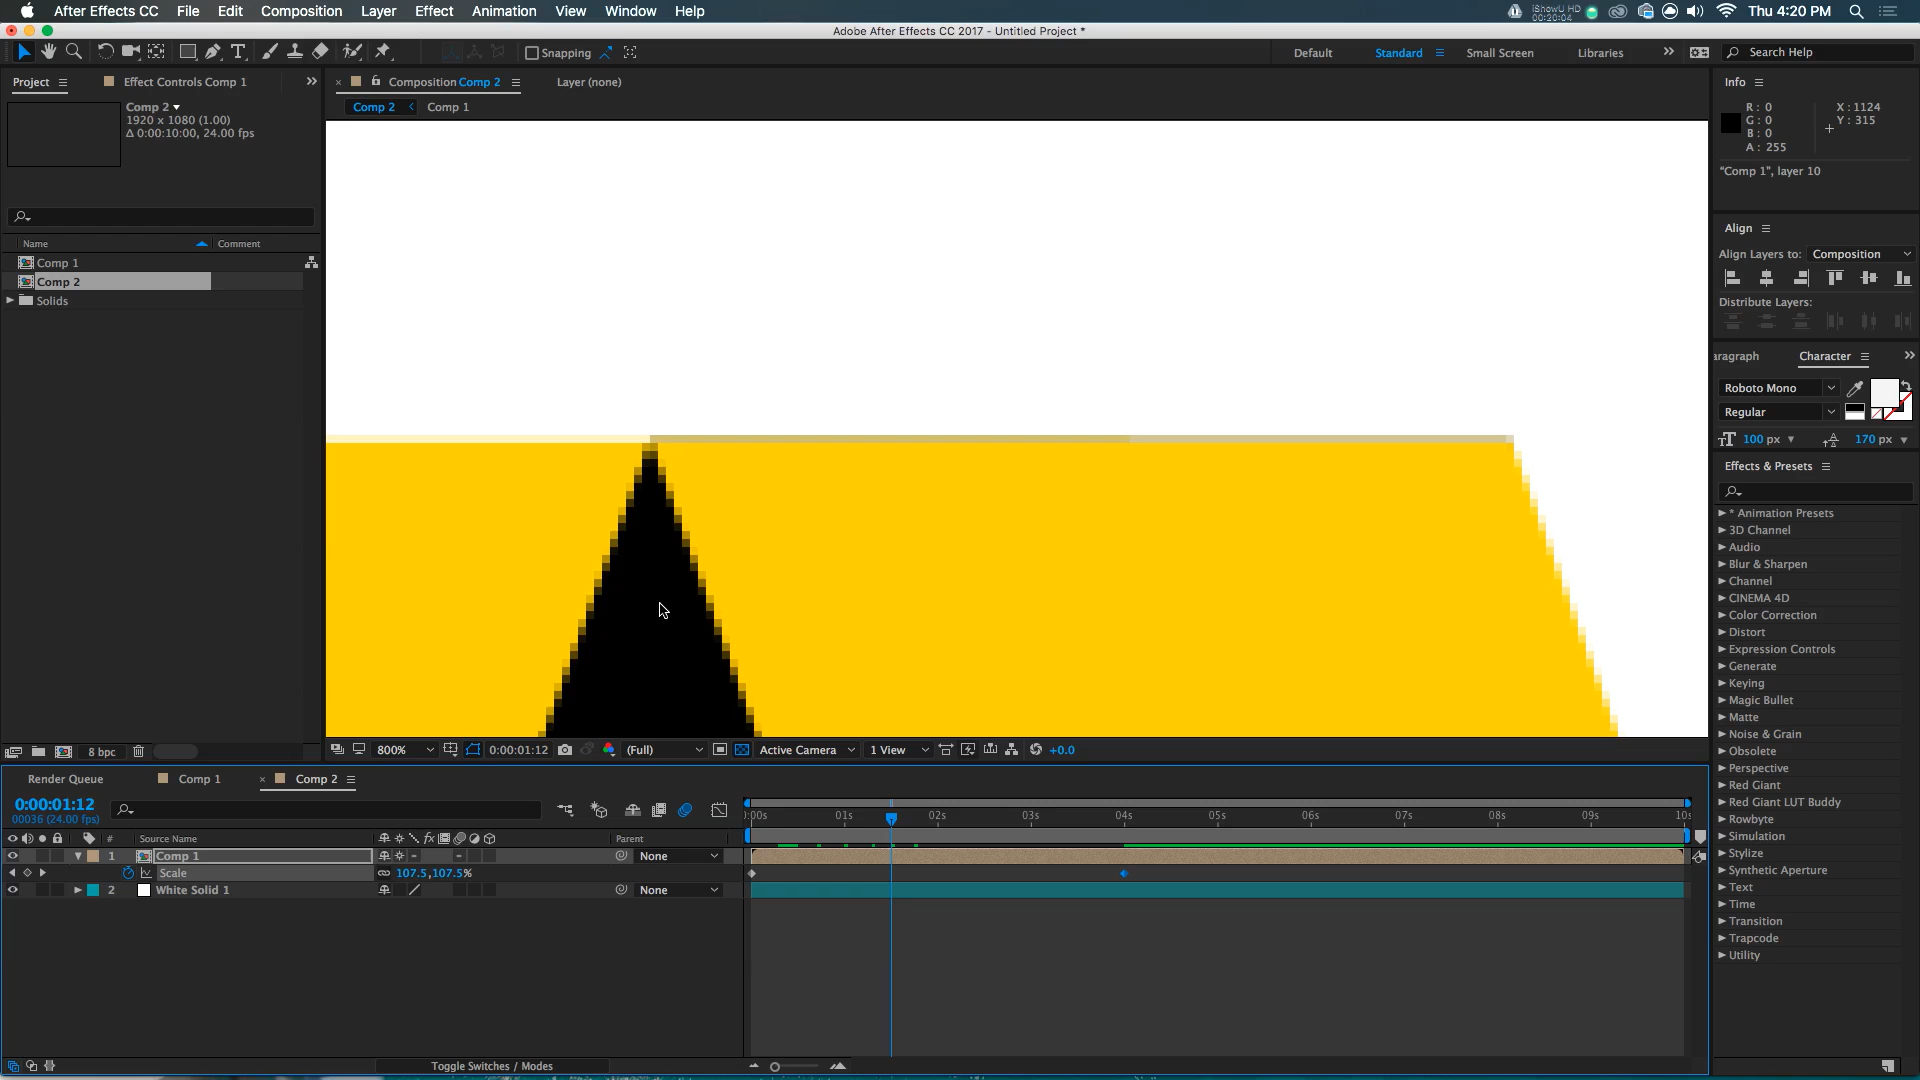 After Effects CC File Edit Composition Layer Effect Animation View Window Help
iShowU HD
00:20:04
Thu 4:20 PM
Adobe After Effects CC 2017 - Untitled Project *
Snapping
Default Standard Small Screen Libraries
Search Help
Project Effect Controls Comp 1
Composition Comp 2 Layer (none)
Comp 2 Comp 1
Comp 2
1920 x 1080 (1.00)
Δ 0:00:10:00, 24.00 fps
Name Comment
Comp 1
Comp 2
Solids
8 bpc
800% 0:00:01:12 (Full) Active Camera 1 View +0.0
Info
R: 0
G: 0
B: 0
A: 255
X: 1124
Y: 315
"Comp 1", layer 10
Align
Align Layers to: Composition
Distribute Layers:
aragraph Character
Roboto Mono
Regular
100 px 170 px
Effects & Presets
* Animation Presets
3D Channel
Audio
Blur & Sharpen
Channel
CINEMA 4D
Color Correction
Distort
Expression Controls
Generate
Keying
Magic Bullet
Matte
Noise & Grain
Obsolete
Perspective
Red Giant
Red Giant LUT Buddy
Rowbyte
Simulation
Stylize
Synthetic Aperture
Text
Time
Transition
Trapcode
Utility
Render Queue Comp 1 Comp 2
0:00:01:12
00036 (24.00 fps)
:00s 01s 02s 03s 04s 05s 06s 07s 08s 09s 10s
# Source Name Parent
1 Comp 1 None
Scale 107.5,107.5%
2 White Solid 1 None
Toggle Switches / Modes